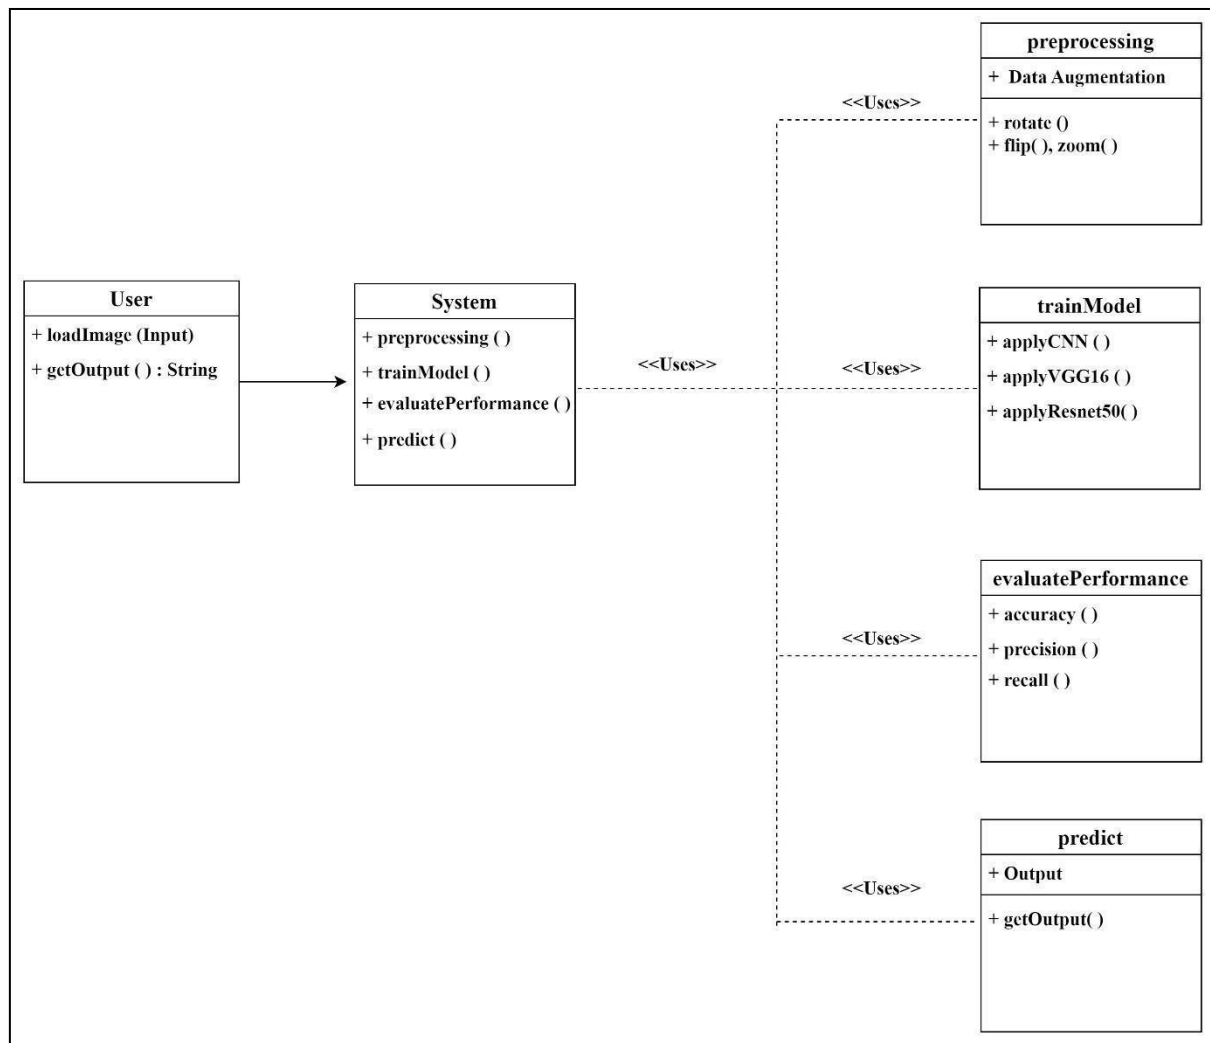 User
+ loadImage (Input)
+ getOutput ( ) : String
System
+ preprocessing ( )
+ trainModel ( )
+ evaluatePerformance ( )
+ predict ( )
<<Uses>>
<<Uses>>
preprocessing
+ Data Augmentation
+ rotate ()
+ flip( ), zoom( )
<<Uses>>
trainModel
+ applyCNN ( )
+ applyVGG16 ( )
+ applyResnet50( )
<<Uses>>
evaluatePerformance
+ accuracy ( )
+ precision ( )
+ recall ( )
<<Uses>>
predict
+ Output
+ getOutput( )